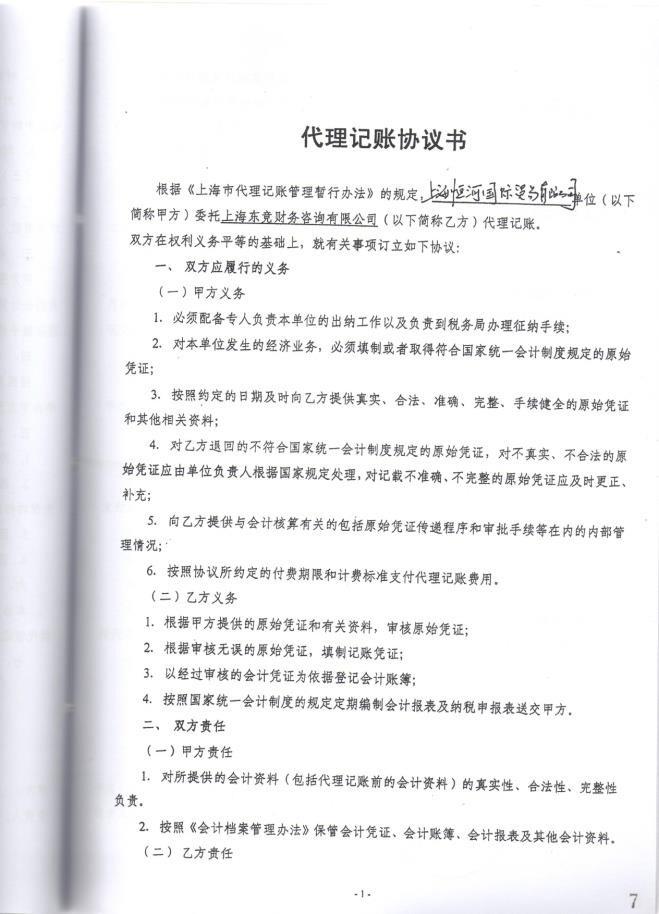 代理记账协议书
根据《上海市代理记账管理暂行办法》的规定，上海恒河国际贸易有限公司单位（以下
简称甲方）委托上海东竞财务咨询有限公司（以下简称乙方）代理记账。
双方在权利义务平等的基础上，就有关事项订立如下协议：
一、 双方应履行的义务
（一）甲方义务
1. 必须配备专人负责本单位的出纳工作以及负责到税务局办理征纳手续；
2. 对本单位发生的经济业务，必须填制或者取得符合国家统一会计制度规定的原始
凭证；
3. 按照约定的日期及时向乙方提供真实、合法、准确、完整、手续健全的原始凭证
和其他相关资料；
4. 对乙方退回的不符合国家统一会计制度规定的原始凭证，对不真实、不合法的原
始凭证应由单位负责人根据国家规定处理，对记载不准确、不完整的原始凭证应及时更正、
补充；
5. 向乙方提供与会计核算有关的包括原始凭证传递程序和审批手续等在内的内部管
理情况；
6. 按照协议所约定的付费期限和计费标准支付代理记账费用。
（二）乙方义务
1. 根据甲方提供的原始凭证和有关资料，审核原始凭证；
2. 根据审核无误的原始凭证，填制记账凭证；
3. 以经过审核的会计凭证为依据登记会计账簿；
4. 按照国家统一会计制度的规定定期编制会计报表及纳税申报表送交甲方。
二、 双方责任
（一）甲方责任
1. 对所提供的会计资料（包括代理记账前的会计资料）的真实性、合法性、完整性
负责。
2. 按照《会计档案管理办法》保管会计凭证、会计账簿、会计报表及其他会计资料。
（二）乙方责任
-1-
7